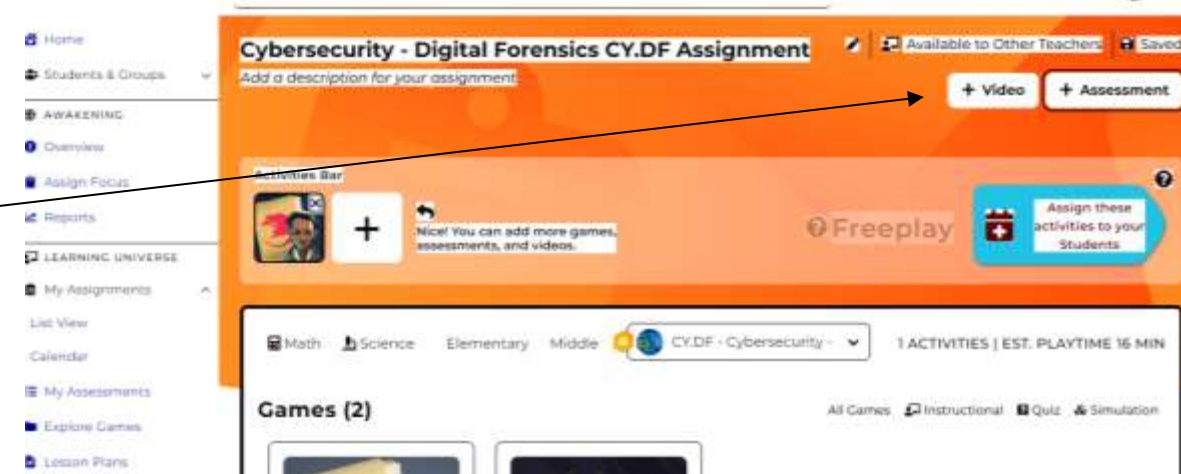 Home
Students & Groups
AWAKENING
Overview
Assign Focus
Reports
LEARNING UNIVERSE
My Assignments
List View
Calendar
My Assessments
Explore Games
Lesson Plans
Cybersecurity - Digital Forensics CY.DF Assignment
Available to Other Teachers
Saved
Add a description for your assignment
+ Video
+ Assessment
Activities Bar
Nice! You can add more games,
assessments, and videos.
Freeplay
Assign these
activities to your
Students
Math Science Elementary Middle CY.DF - Cybersecurity - 1 ACTIVITIES | EST. PLAYTIME 16 MIN
Games (2)
All Games Instructional Quiz Simulation